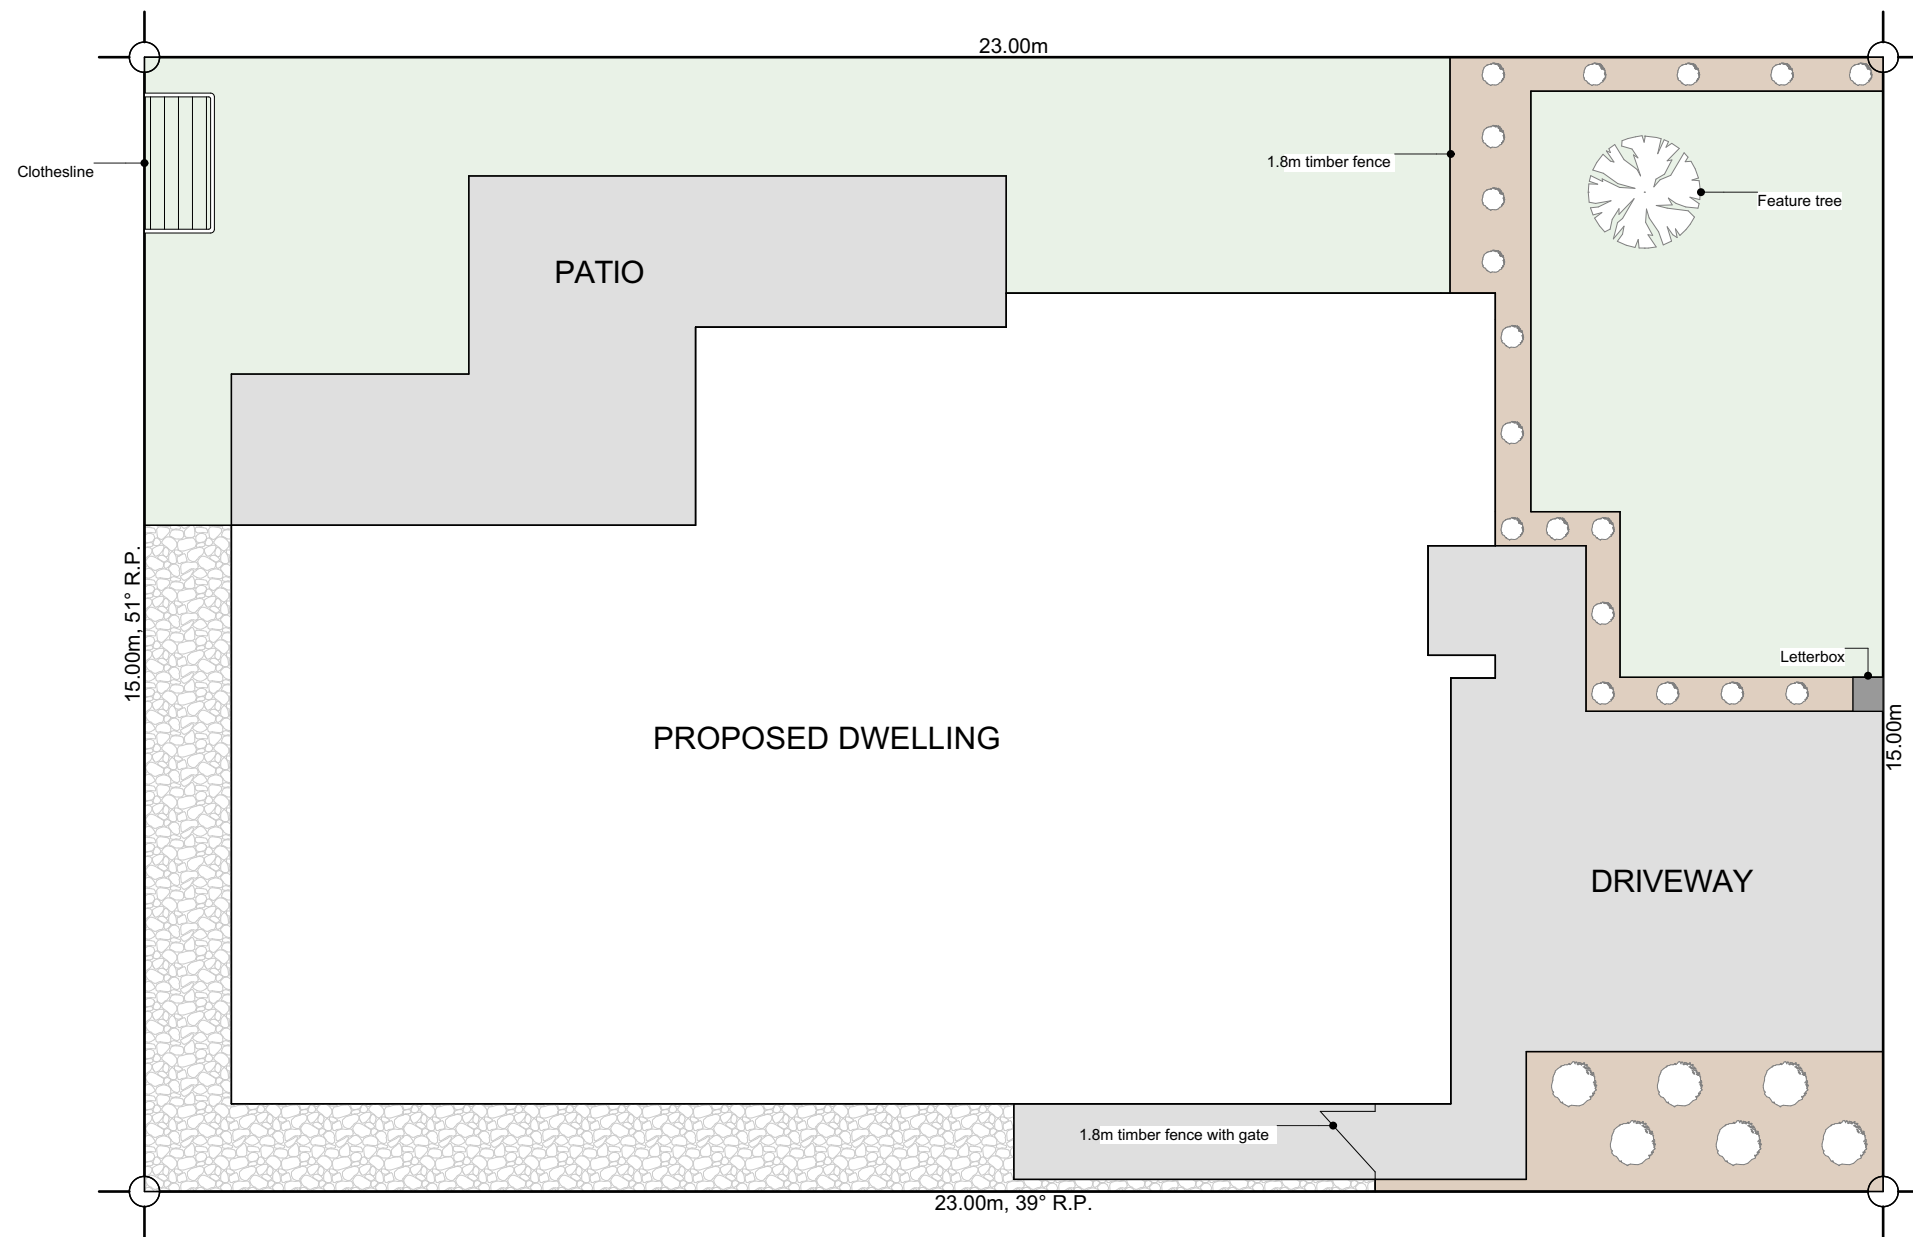 23.00m
Clothesline
1.8m timber fence
Feature tree
PATIO
15.00m, 51° R.P.
Letterbox
PROPOSED DWELLING
15.00m
DRIVEWAY
1.8m timber fence with gate
23.00m, 39° R.P.